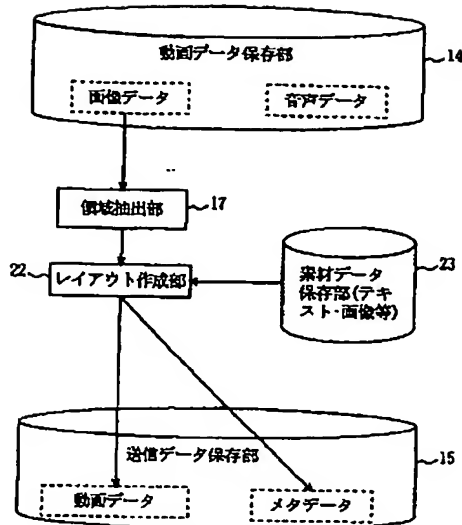 動画データ保存部
14
画像データ
音声データ
領域抽出部
17
22
レイアウト作成部
素材データ
保存部(テキ
スト・画像等)
23
送信データ保存部
15
動画データ
メタデータ